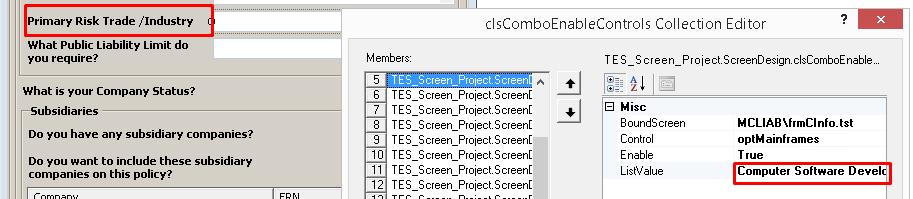 Primary Risk Trade /Industry
What Public Liability Limit do
you require?
What is your Company Status?
Subsidiaries
Do you have any subsidiary companies?
Do you want to include these subsidiary
companies on this policy?
Company
ERN
clsComboEnableControls Collection Editor
?
x
Members:
5 TES_Screen_Project.ScreenD
6 TES_Screen_Project.ScreenD
7 TES_Screen_Project.ScreenD
8 TES_Screen_Project.ScreenD
9 TES_Screen_Project.ScreenD
10 TES_Screen_Project.ScreenD
11 TES_Screen_Project.ScreenD
12 TES_Screen_Project.ScreenD
TES_Screen_Project.ScreenDesign.clsComboEnable...
Misc
BoundScreen MCLIAB\frmCInfo.tst
Control optMainframes
Enable True
ListValue Computer Software Develo